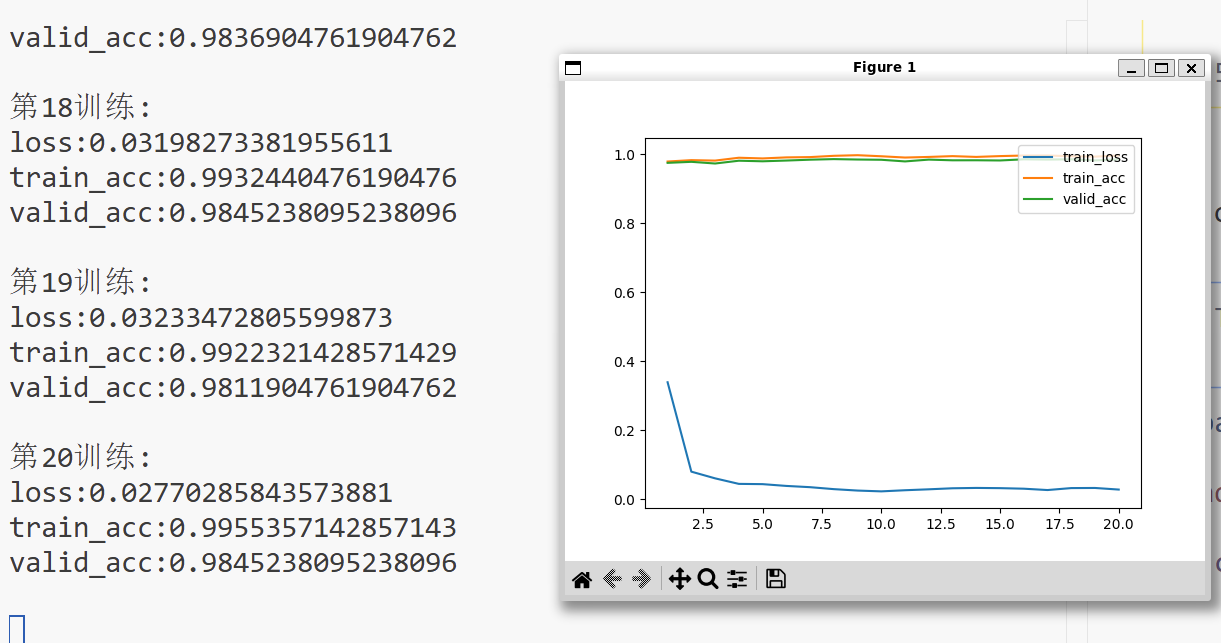 valid_acc:0.9836904761904762
第18训练:
loss:0.03198273381955611
train_acc:0.9932440476190476
valid_acc:0.9845238095238096
第19训练:
loss:0.03233472805599873
train_acc:0.9922321428571429
valid_acc:0.9811904761904762
第20训练:
loss:0.02770285843573881
train_acc:0.9955357142857143
valid_acc:0.9845238095238096
Figure 1
1.0
0.8
0.6
0.4
0.2
0.0
train_loss
train_acc
valid_acc
2.5 5.0 7.5 10.0 12.5 15.0 17.5 20.0